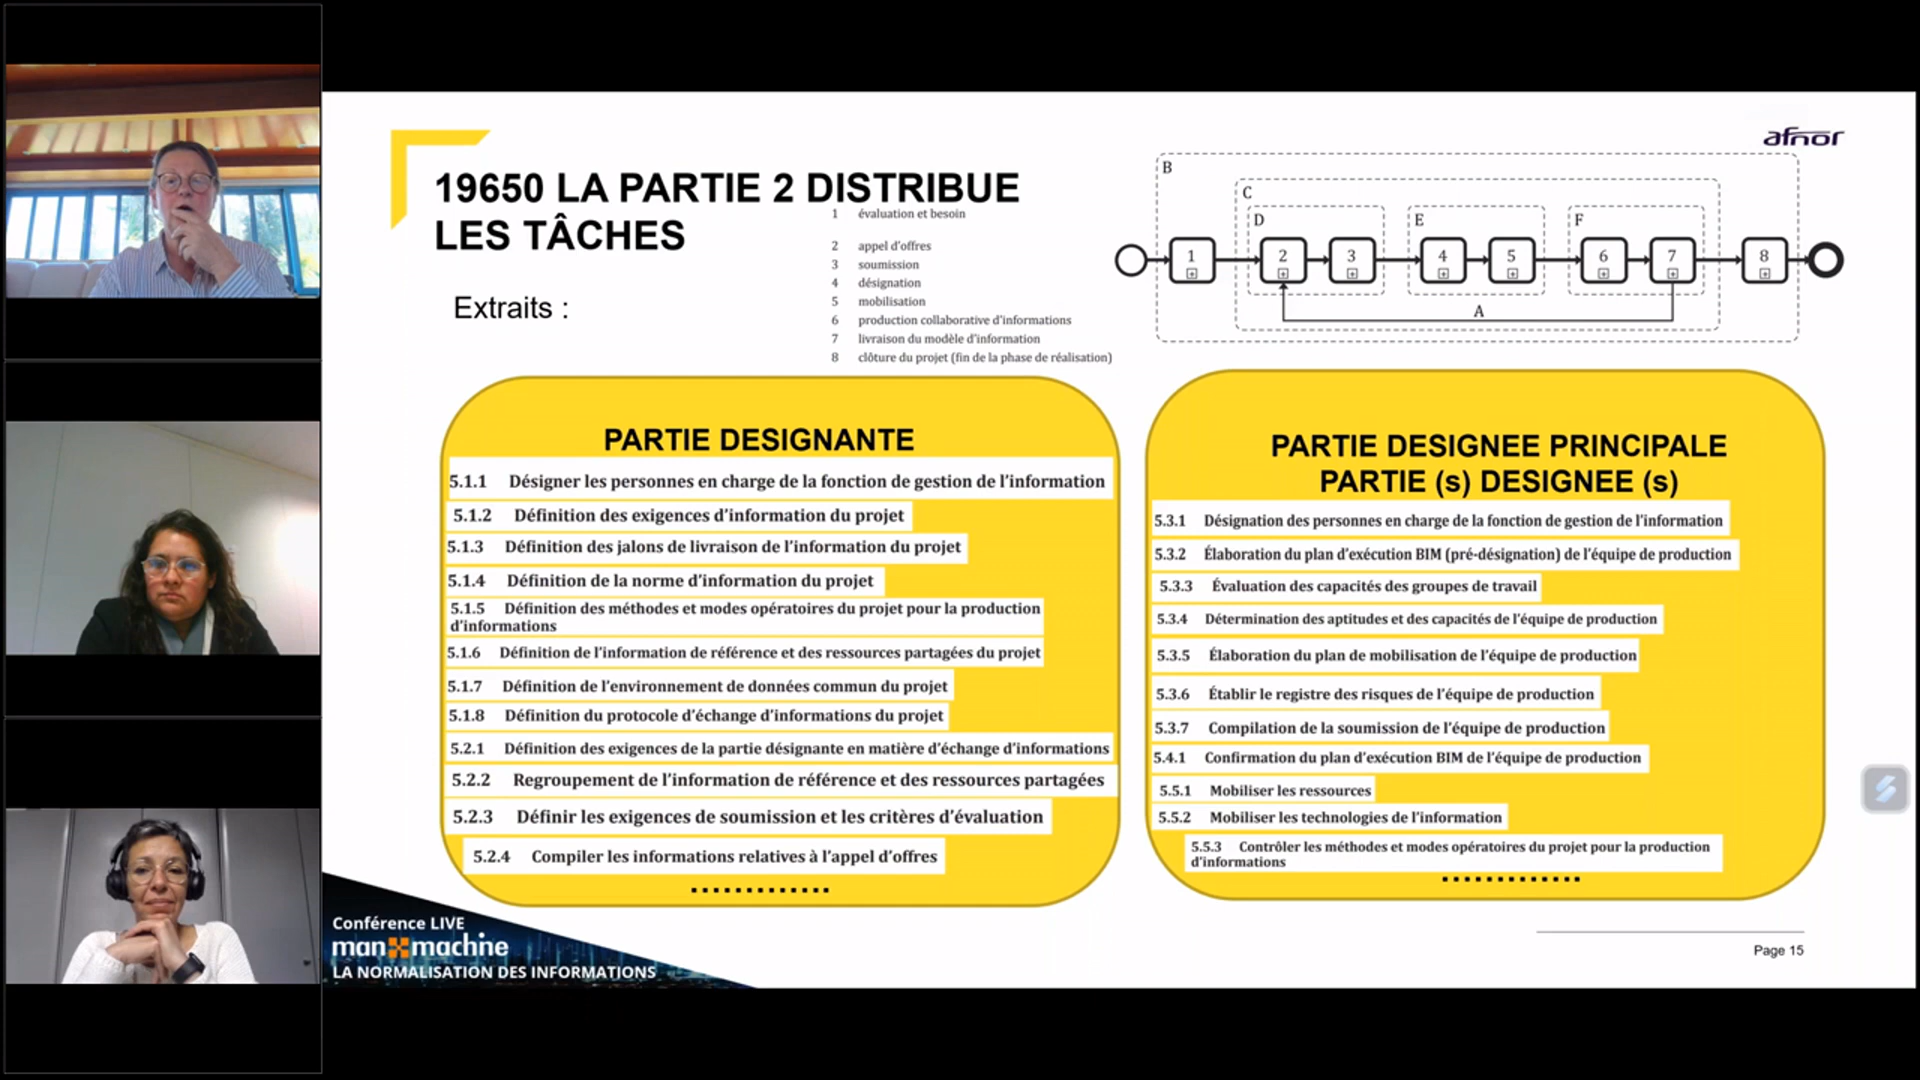 afnor
19650 LA PARTIE 2 DISTRIBUE
LES TÂCHES
Extraits :
1 évaluation et besoin
2 appel d'offres
3 soumission
4 désignation
5 mobilisation
6 production collaborative d'informations
7 livraison du modèle d'information
8 clôture du projet (fin de la phase de réalisation)
B
C
D
E
F
1
2
3
4
5
6
7
8
A
PARTIE DESIGNANTE
5.1.1 Désigner les personnes en charge de la fonction de gestion de l'information
5.1.2 Définition des exigences d'information du projet
5.1.3 Définition des jalons de livraison de l'information du projet
5.1.4 Définition de la norme d'information du projet
5.1.5 Définition des méthodes et modes opératoires du projet pour la production
d'informations
5.1.6 Définition de l'information de référence et des ressources partagées du projet
5.1.7 Définition de l'environnement de données commun du projet
5.1.8 Définition du protocole d'échange d'informations du projet
5.2.1 Définition des exigences de la partie désignante en matière d'échange d'informations
5.2.2 Regroupement de l'information de référence et des ressources partagées
5.2.3 Définir les exigences de soumission et les critères d'évaluation
5.2.4 Compiler les informations relatives à l'appel d'offres
.............
PARTIE DESIGNEE PRINCIPALE
PARTIE (s) DESIGNEE (s)
5.3.1 Désignation des personnes en charge de la fonction de gestion de l'information
5.3.2 Élaboration du plan d'exécution BIM (pré-désignation) de l'équipe de production
5.3.3 Évaluation des capacités des groupes de travail
5.3.4 Détermination des aptitudes et des capacités de l'équipe de production
5.3.5 Élaboration du plan de mobilisation de l'équipe de production
5.3.6 Établir le registre des risques de l'équipe de production
5.3.7 Compilation de la soumission de l'équipe de production
5.4.1 Confirmation du plan d'exécution BIM de l'équipe de production
5.5.1 Mobiliser les ressources
5.5.2 Mobiliser les technologies de l'information
5.5.3 Contrôler les méthodes et modes opératoires du projet pour la production
d'informations
.............
Conférence LIVE
man machine
LA NORMALISATION DES INFORMATIONS
Page 15